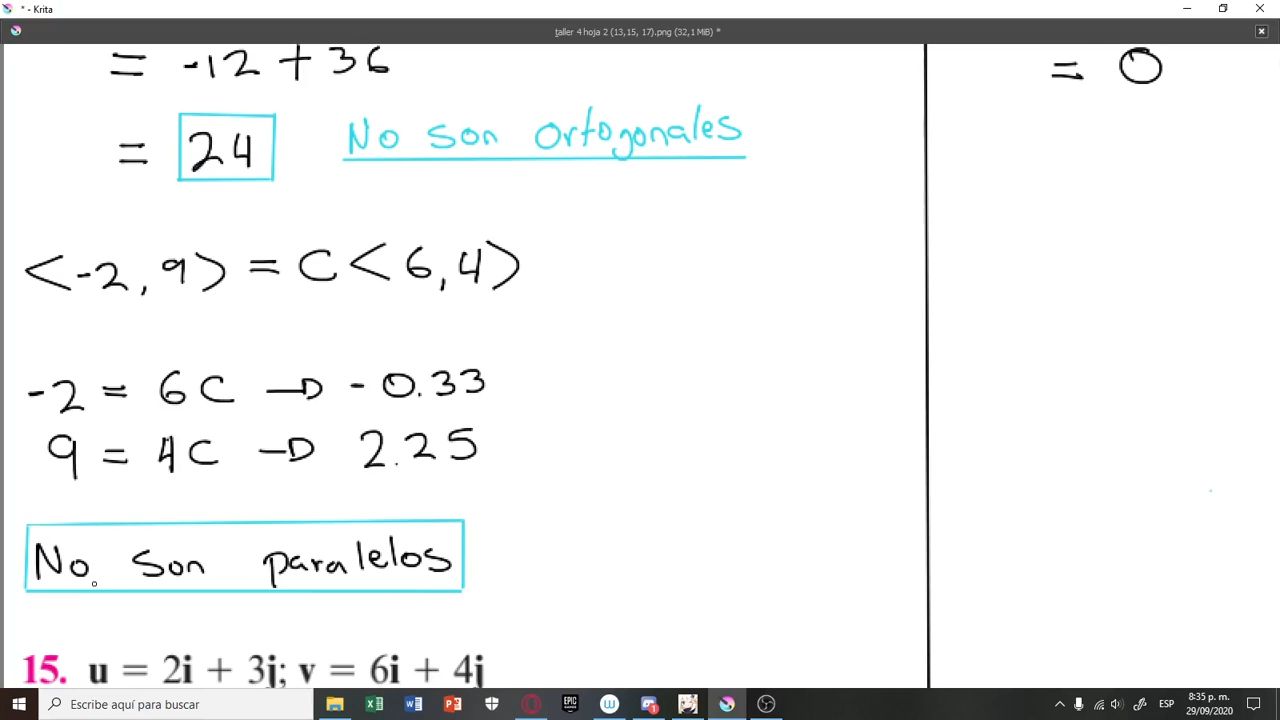 * - Krita
taller 4 hoja 2 (13,15, 17).png (32,1 MiB) *
= -12 + 36
= 24 No son Ortogonales
<-2, 9> = C <6, 4>
-2 = 6C → -0.33
9 = 4C → 2.25
No son paralelos
15. u = 2i + 3j; v = 6i + 4j
= 0
Escribe aquí para buscar
ESP
8:35 p. m.
29/09/2020